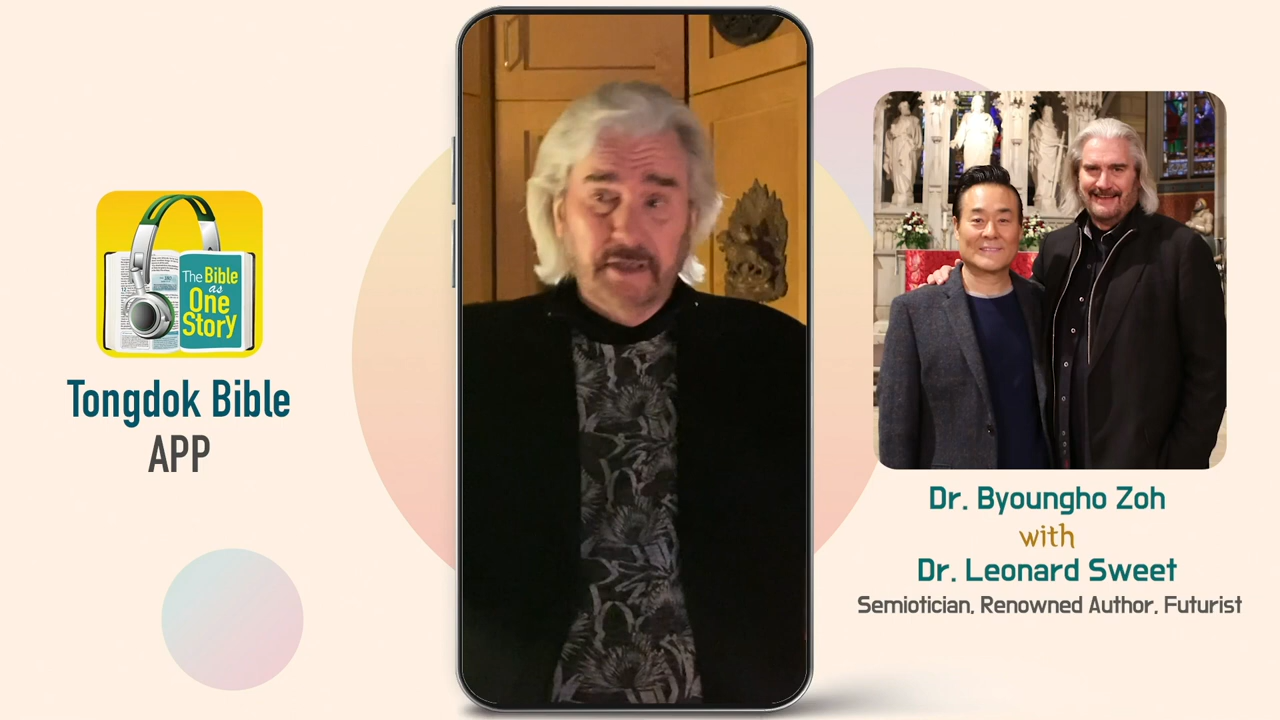 The Bible
as
One
Story
Tongdok Bible
APP
Dr. Byoungho Zoh
with
Dr. Leonard Sweet
Semiotician, Renowned Author, Futurist